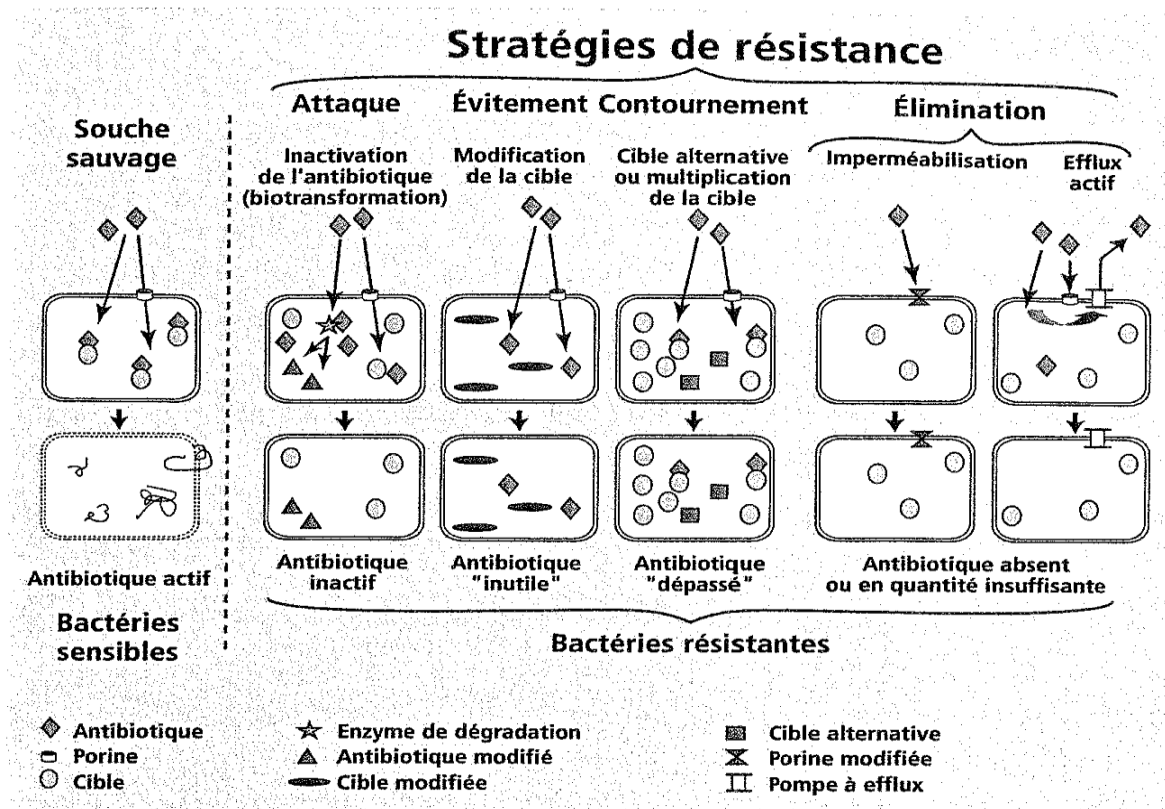 Stratégies de résistance
Souche
sauvage
Attaque
Inactivation
de l'antibiotique
(biotransformation)
Évitement
Modification
de la cible
Contournement
Cible alternative
ou multiplication
de la cible
Élimination
Imperméabilisation
Efflux
actif
Antibiotique actif
Antibiotique
inactif
Antibiotique
"inutile"
Antibiotique
"dépassé"
Antibiotique absent
ou en quantité insuffisante
Bactéries
sensibles
Bactéries résistantes
Antibiotique
Porine
Cible
Enzyme de dégradation
Antibiotique modifié
Cible modifiée
Cible alternative
Porine modifiée
Pompe à efflux